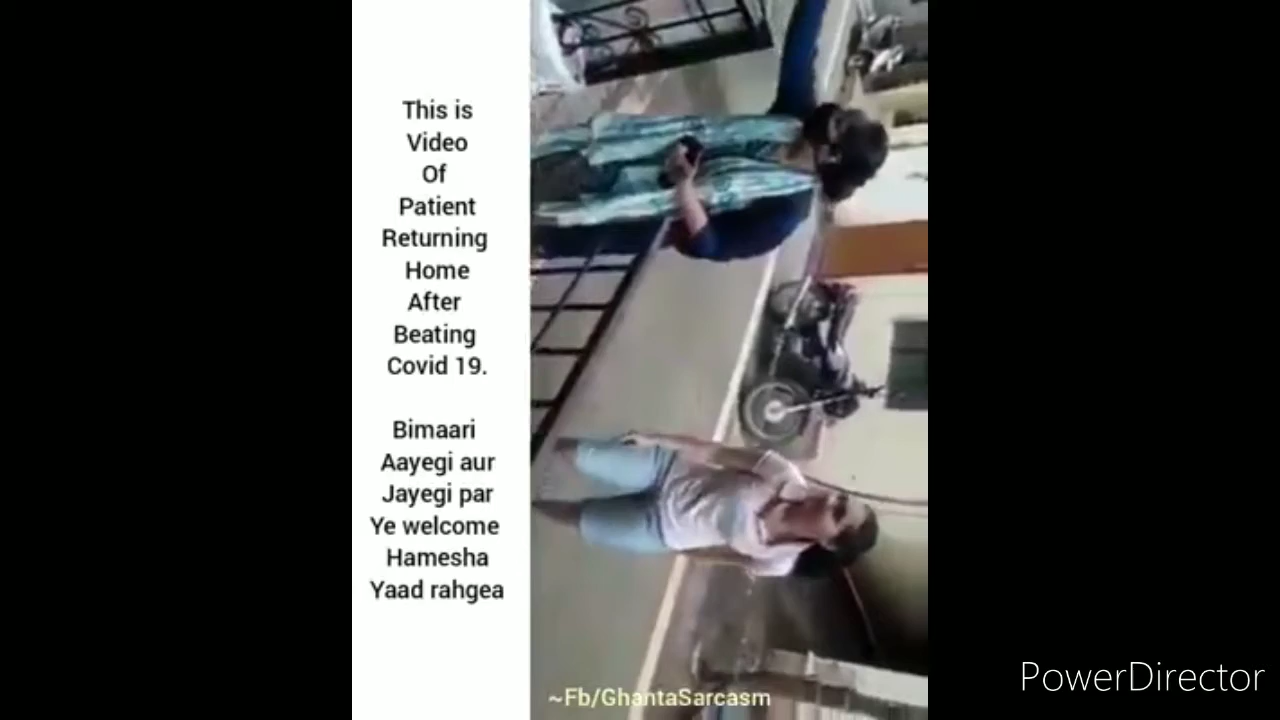 This is
Video
Of
Patient
Returning
Home
After
Beating
Covid 19.
Bimaari
Aayegi aur
Jayegi par
Ye welcome
Hamesha
Yaad rahgea
~Fb/GhantaSarcasm
PowerDirector